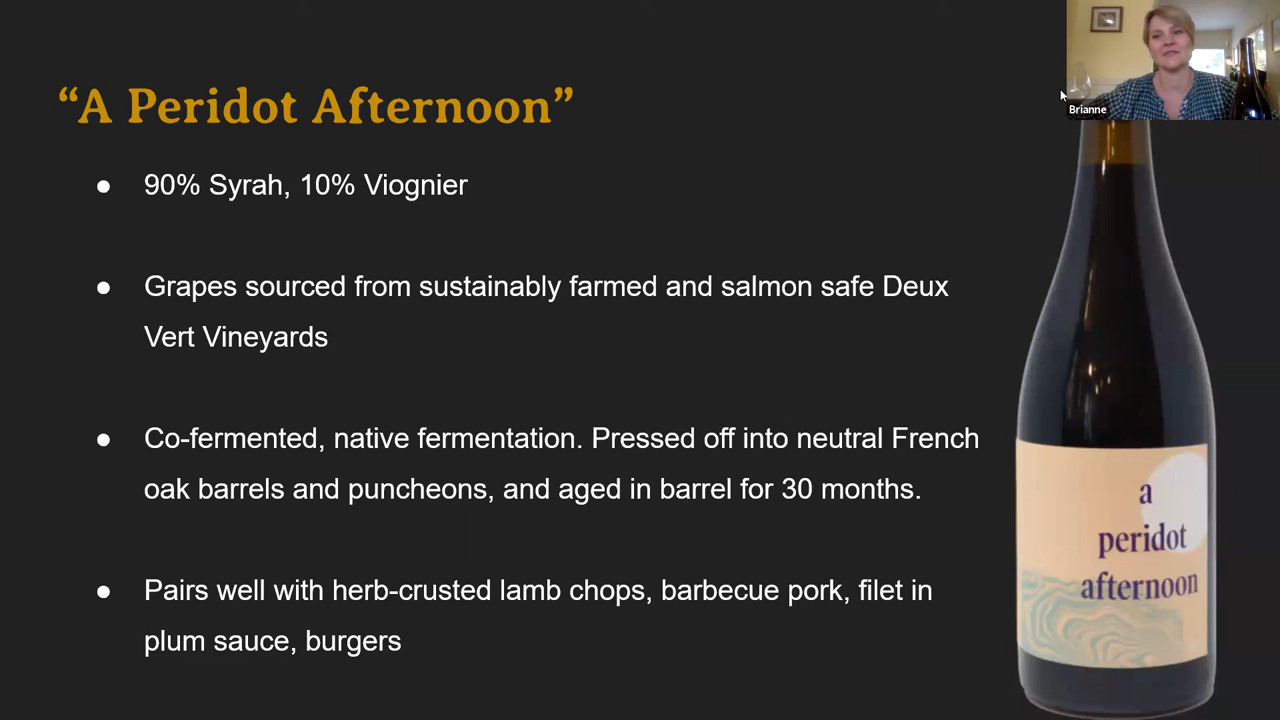 “A Peridot Afternoon”
Brianne
● 90% Syrah, 10% Viognier
● Grapes sourced from sustainably farmed and salmon safe Deux
Vert Vineyards
● Co-fermented, native fermentation. Pressed off into neutral French
oak barrels and puncheons, and aged in barrel for 30 months.
● Pairs well with herb-crusted lamb chops, barbecue pork, filet in
plum sauce, burgers
a
peridot
afternoon